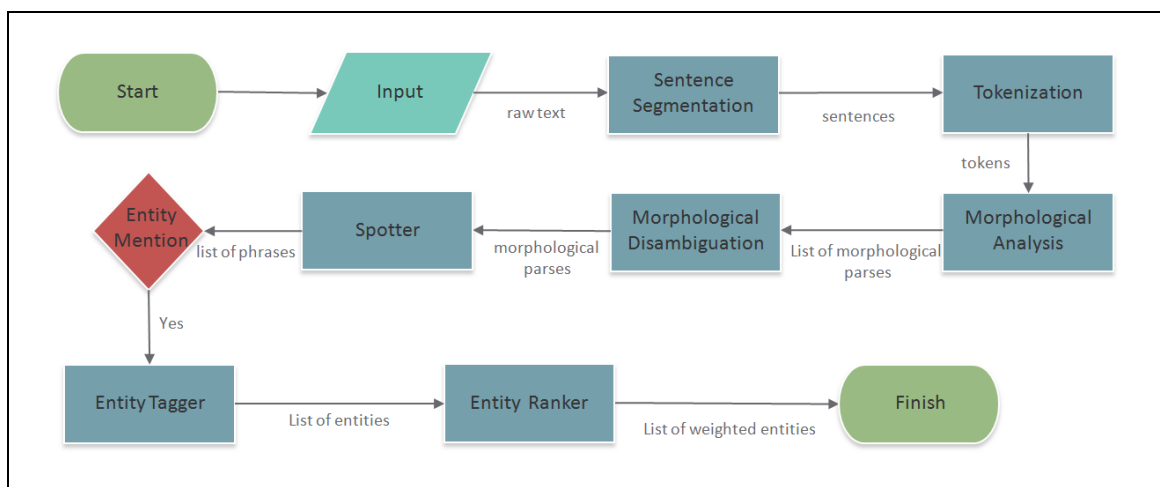 Start
Input
raw text
Sentence
Segmentation
sentences
Tokenization
tokens
Morphological
Analysis
List of morphological
parses
Morphological
Disambiguation
morphological
parses
Spotter
list of phrases
Entity
Mention
Yes
Entity Tagger
List of entities
Entity Ranker
List of weighted entities
Finish